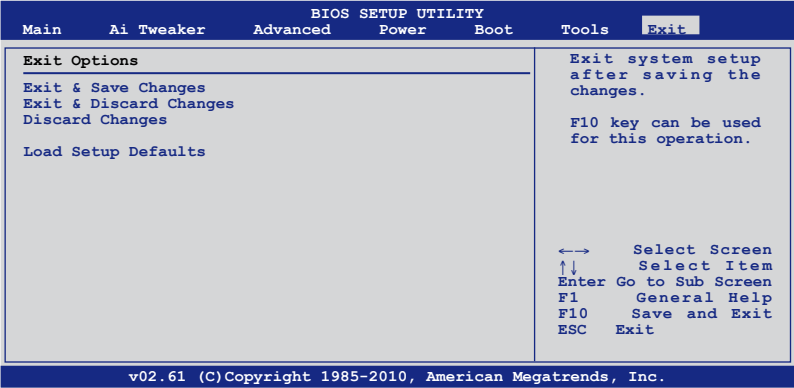 BIOS SETUP UTILITY
Main Ai Tweaker Advanced Power Boot Tools Exit
Exit Options
Exit & Save Changes
Exit & Discard Changes
Discard Changes
Load Setup Defaults
Exit system setup
after saving the
changes.
F10 key can be used
for this operation.
←→ Select Screen
↑↓ Select Item
Enter Go to Sub Screen
F1 General Help
F10 Save and Exit
ESC Exit
v02.61 (C)Copyright 1985-2010, American Megatrends, Inc.